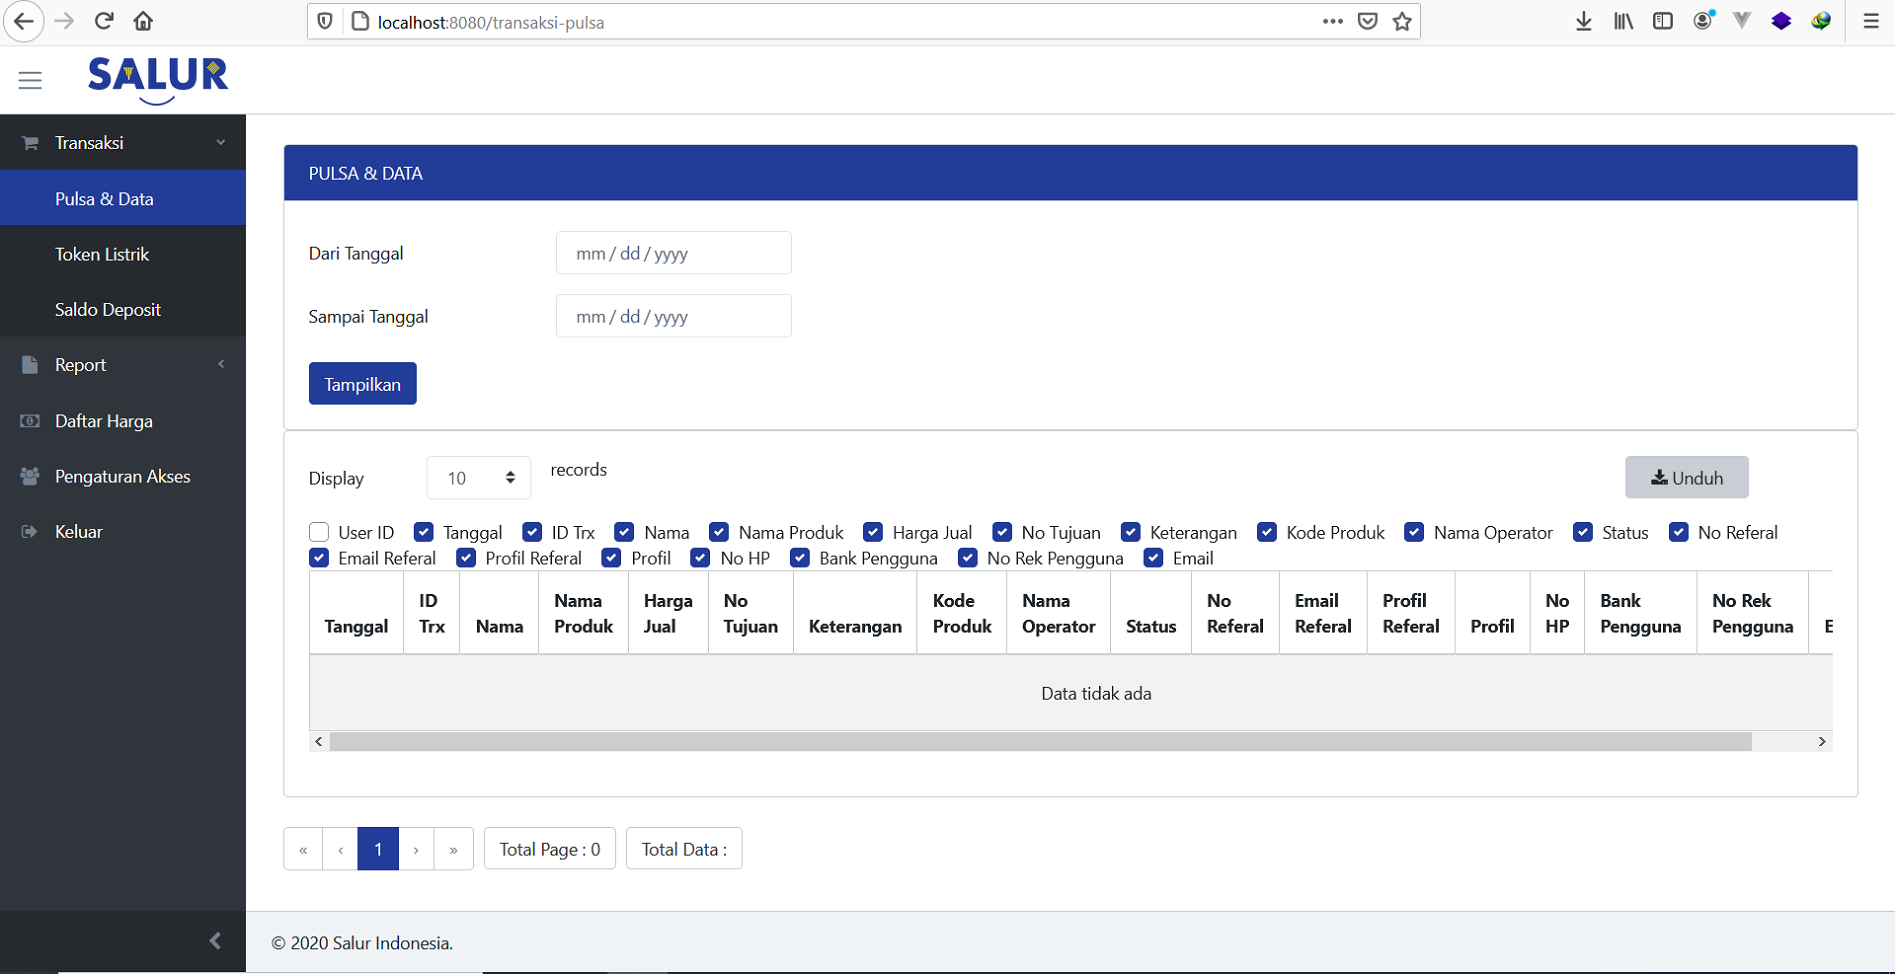 localhost:8080/transaksi-pulsa
SALUR
Transaksi
Pulsa & Data
Token Listrik
Saldo Deposit
Report
Daftar Harga
Pengaturan Akses
Keluar
PULSA & DATA
Dari Tanggal mm / dd / yyyy
Sampai Tanggal mm / dd / yyyy
Tampilkan
Display 10 records Unduh
User ID Tanggal ID Trx Nama Nama Produk Harga Jual No Tujuan Keterangan Kode Produk Nama Operator Status No Referal
Email Referal Profil Referal Profil No HP Bank Pengguna No Rek Pengguna Email
Tanggal ID Trx Nama Nama Produk Harga Jual No Tujuan Keterangan Kode Produk Nama Operator Status No Referal Email Referal Profil Referal Profil No HP Bank Pengguna No Rek Pengguna E
Data tidak ada
« ‹ 1 › » Total Page : 0 Total Data :
© 2020 Salur Indonesia.